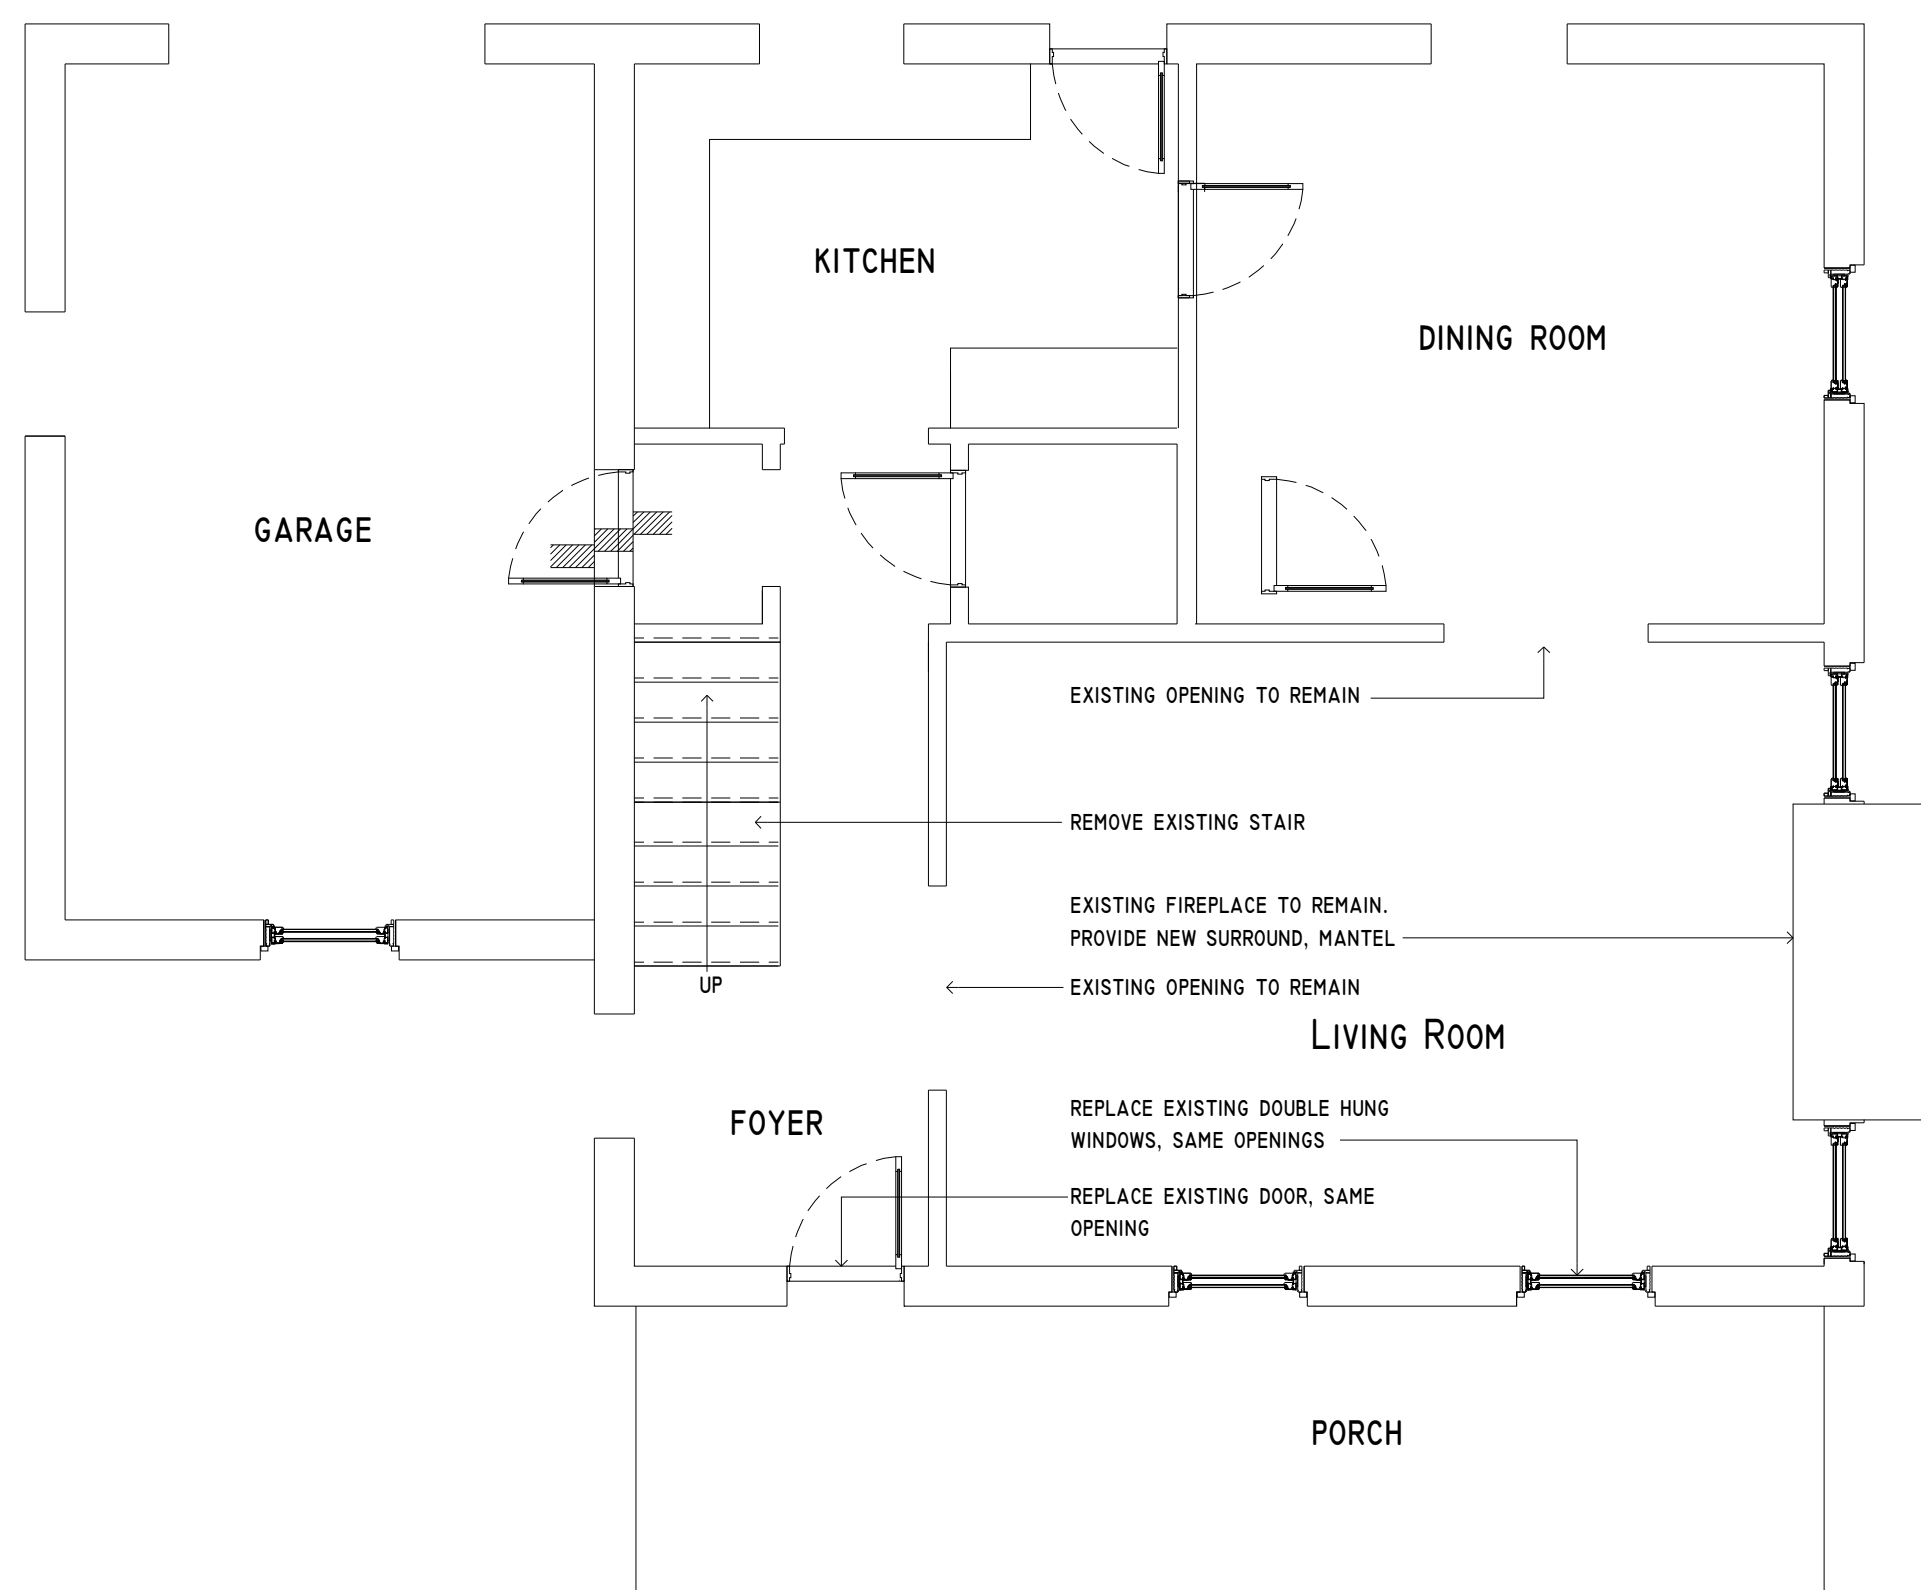 KITCHEN
DINING ROOM
GARAGE
EXISTING OPENING TO REMAIN
REMOVE EXISTING STAIR
EXISTING FIREPLACE TO REMAIN.
PROVIDE NEW SURROUND, MANTEL
UP
EXISTING OPENING TO REMAIN
LIVING ROOM
FOYER
REPLACE EXISTING DOUBLE HUNG
WINDOWS, SAME OPENINGS
REPLACE EXISTING DOOR, SAME
OPENING
PORCH